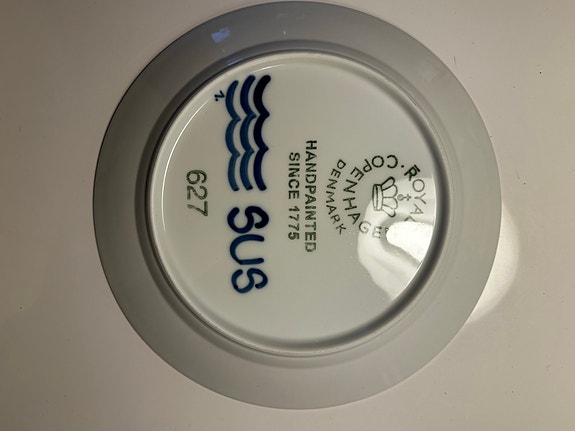 ROYAL
COPENHAGEN
DENMARK
HANDPAINTED
SINCE 1775
SUS
627